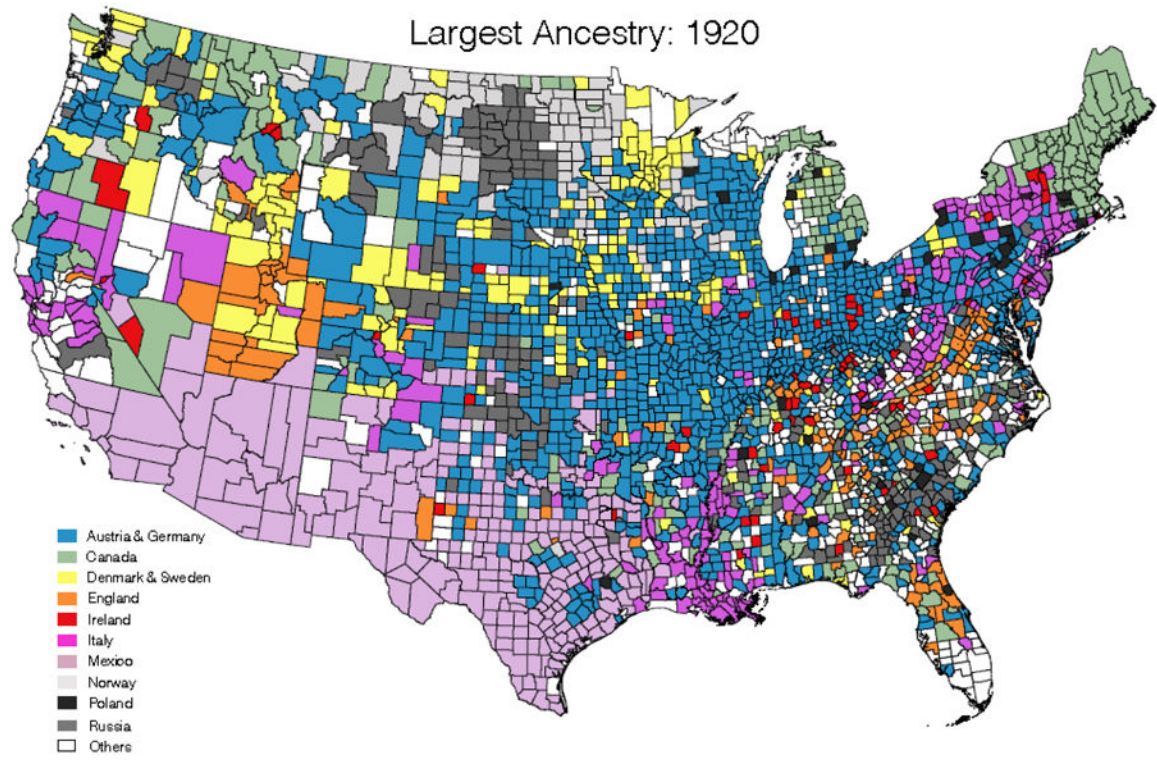 Largest Ancestry: 1920
Austria & Germany
Canada
Denmark & Sweden
England
Ireland
Italy
Mexico
Norway
Poland
Russia
Others